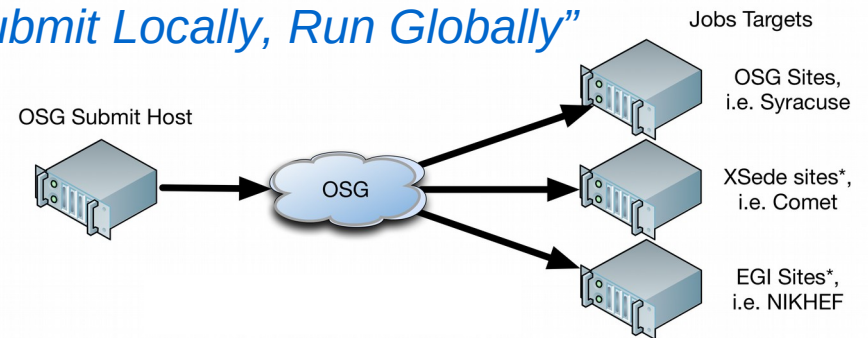 ubmit Locally, Run Globally”
Jobs Targets
OSG Submit Host
OSG
OSG Sites,
i.e. Syracuse
XSede sites*,
i.e. Comet
EGI Sites*,
i.e. NIKHEF